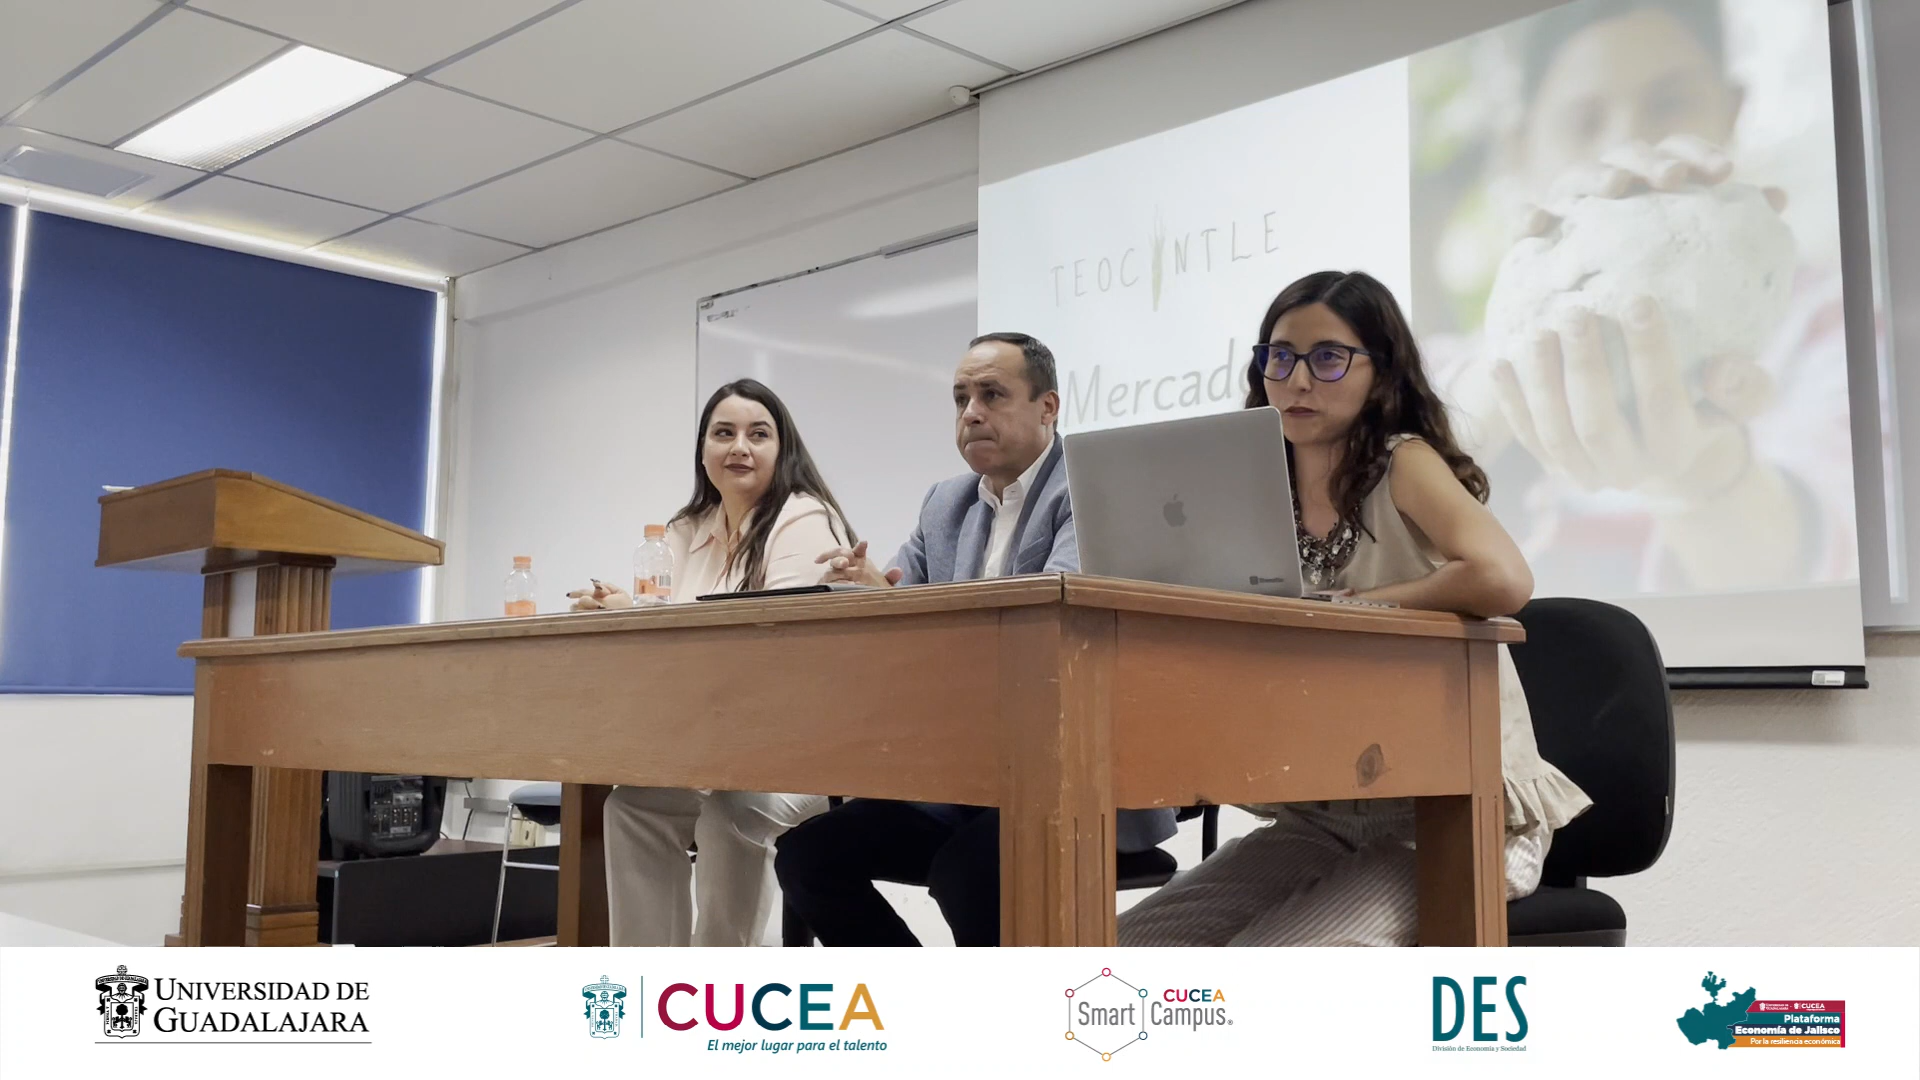 TEOCINTLE
Mercado
UNIVERSIDAD DE
GUADALAJARA
CUCEA
El mejor lugar para el talento
CUCEA
Smart Campus®
DES
División de Economía y Sociedad
CUCEA
Plataforma
Economía de Jalisco
Por la resiliencia económica